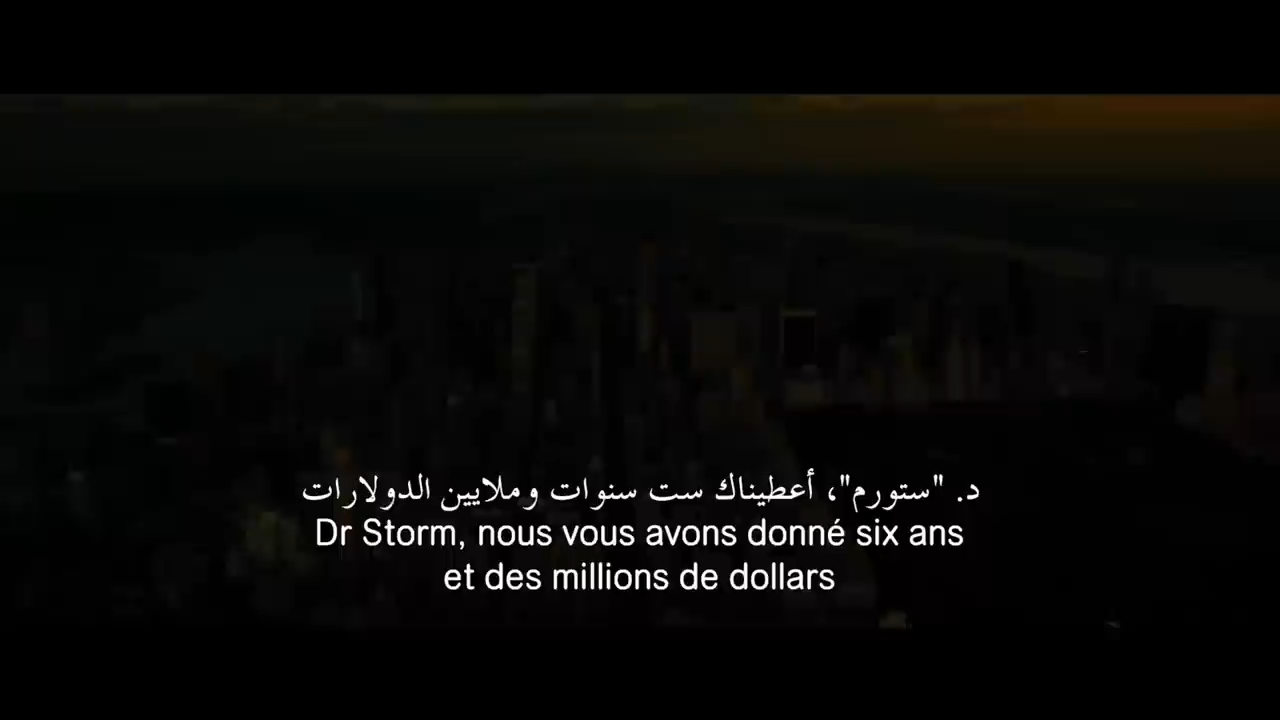 د. "ستورم"، أعطيناك ست سنوات وملايين الدولارات
Dr Storm, nous vous avons donné six ans
et des millions de dollars